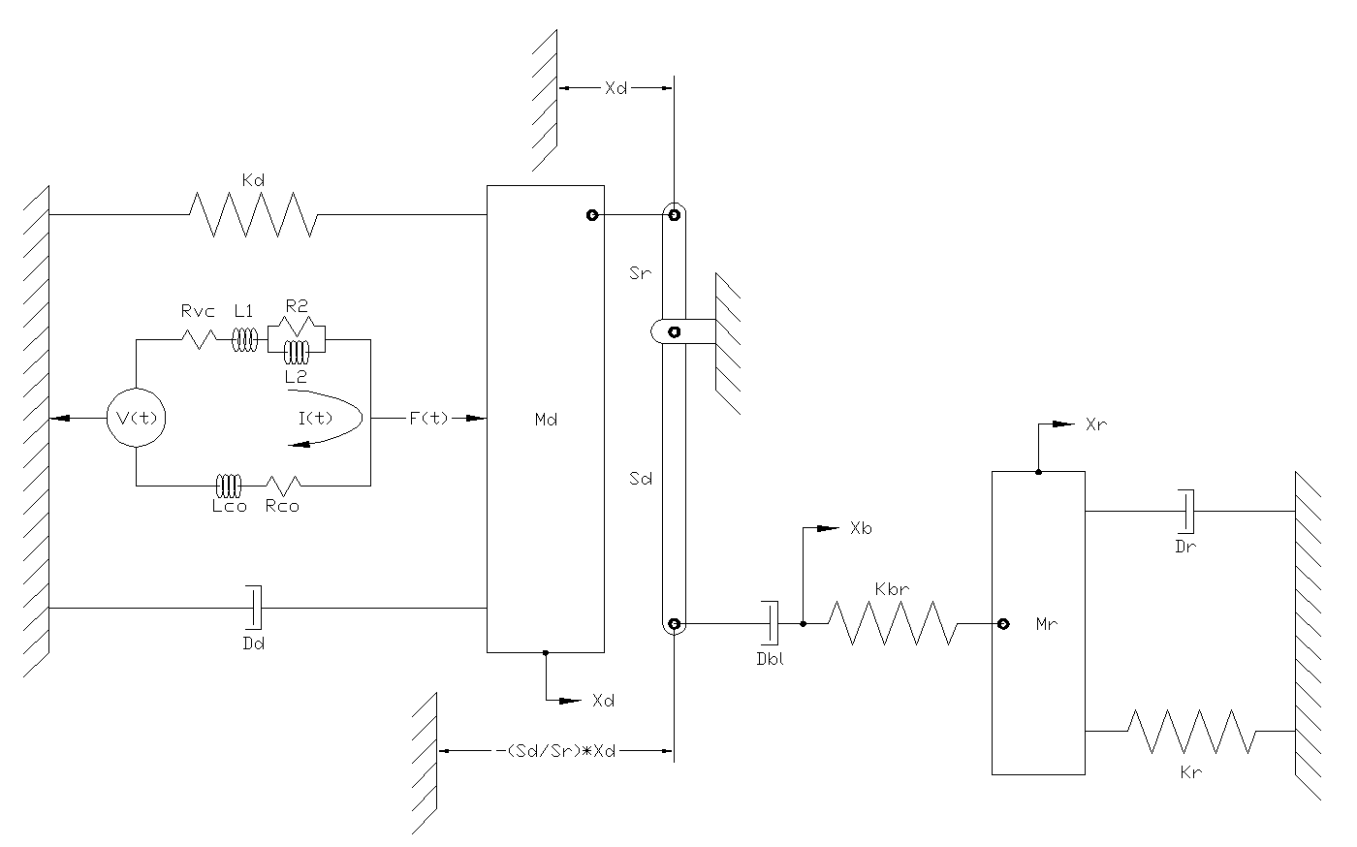 Xd
Kd
Sr
Rvc
L1
R2
L2
V(t)
I(t)
F(t)
Md
Xr
Sd
Lco
Rco
Xb
Dr
Kbr
Dd
Dbl
Mr
Xd
-(Sd/Sr)*Xd
Kr